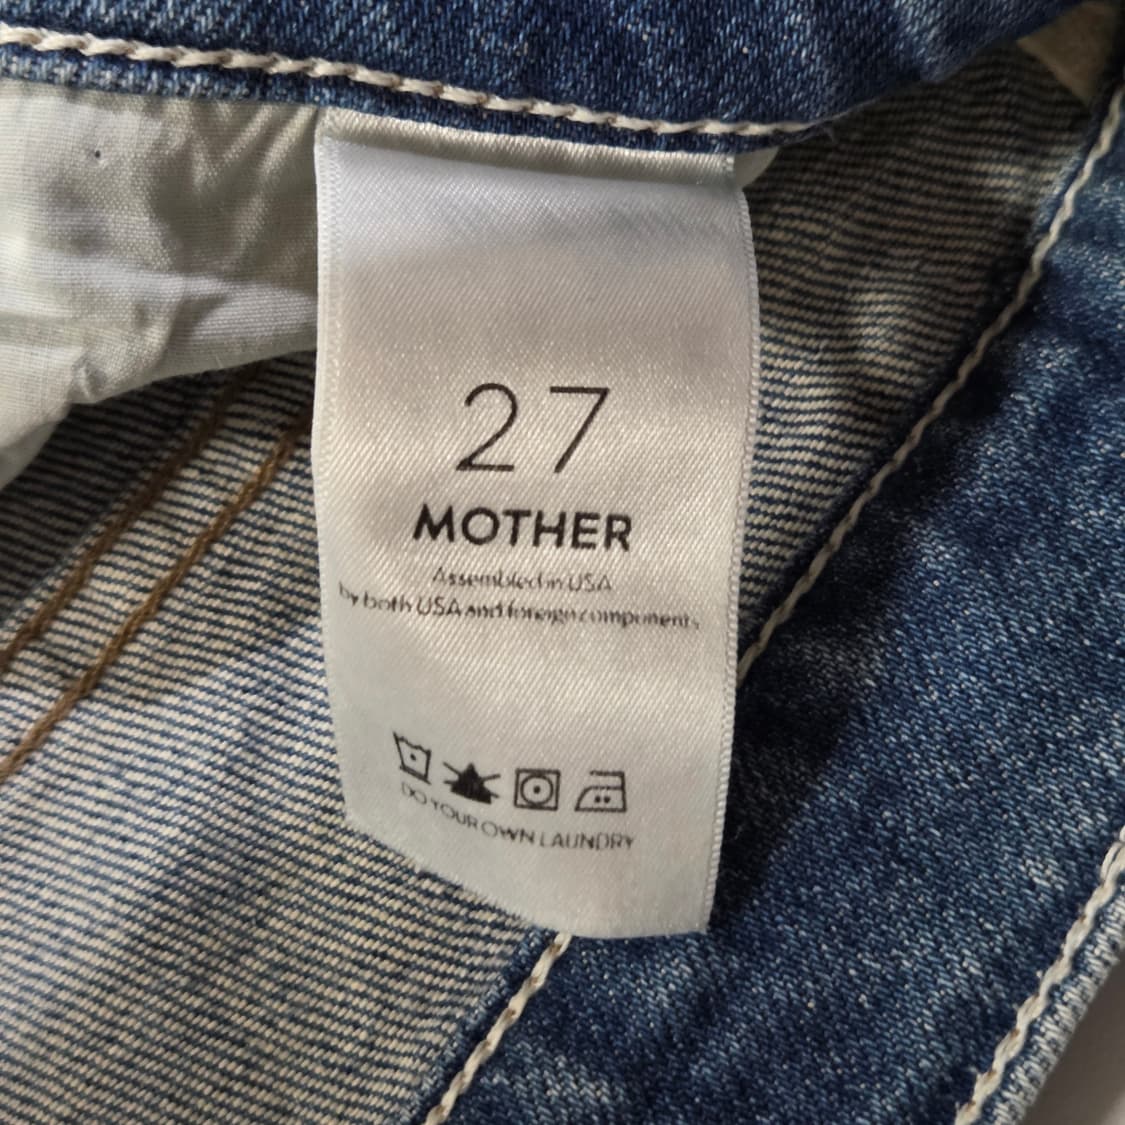 27
MOTHER
Assembled in USA
by both USA and foreign components
DO YOUR OWN LAUNDRY